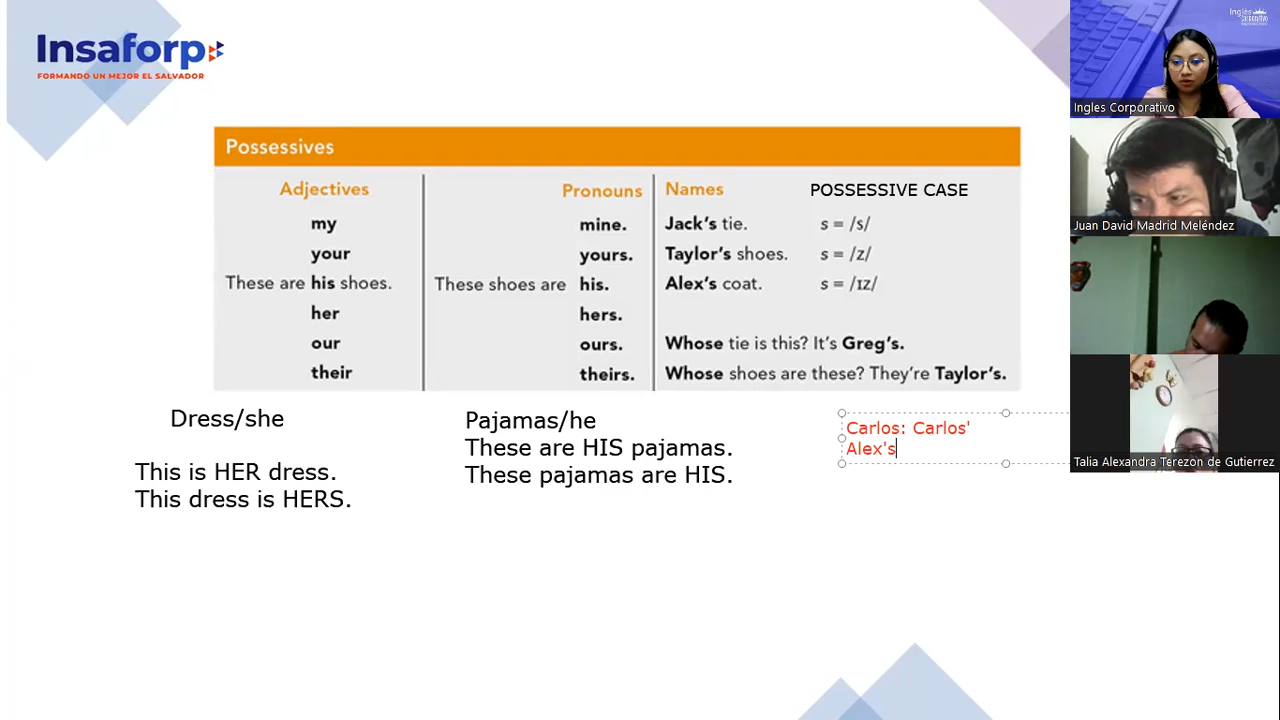 Insaforp
FORMANDO UN MEJOR EL SALVADOR
Possessives
Adjectives
my
your
These are his shoes.
her
our
their
Pronouns
mine.
yours.
These shoes are his.
hers.
ours.
theirs.
Names POSSESSIVE CASE
Jack's tie. s = /s/
Taylor's shoes. s = /z/
Alex's coat. s = /ɪz/
Whose tie is this? It's Greg's.
Whose shoes are these? They're Taylor's.
Dress/she
This is HER dress.
This dress is HERS.
Pajamas/he
These are HIS pajamas.
These pajamas are HIS.
Carlos: Carlos'
Alex's
Ingles Corporativo
Juan David Madrid Meléndez
Talia Alexandra Terezon de Gutierrez